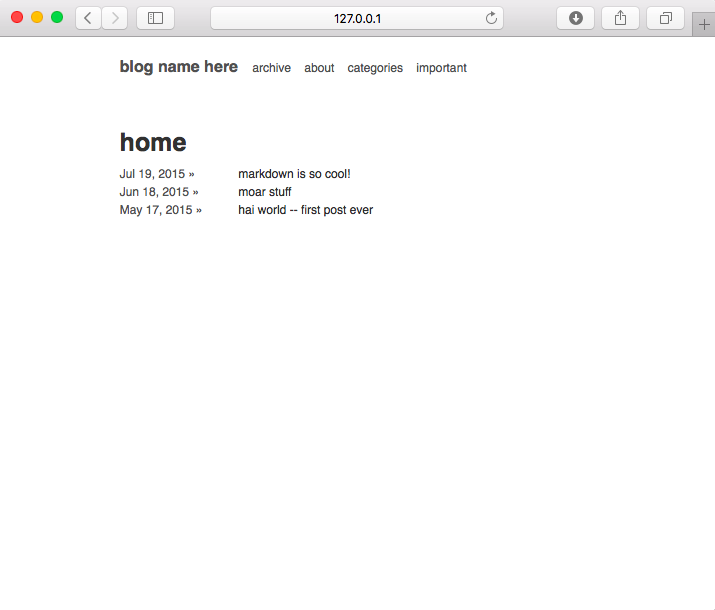 127.0.0.1
blog name here archive about categories important
home
Jul 19, 2015 » markdown is so cool!
Jun 18, 2015 » moar stuff
May 17, 2015 » hai world -- first post ever